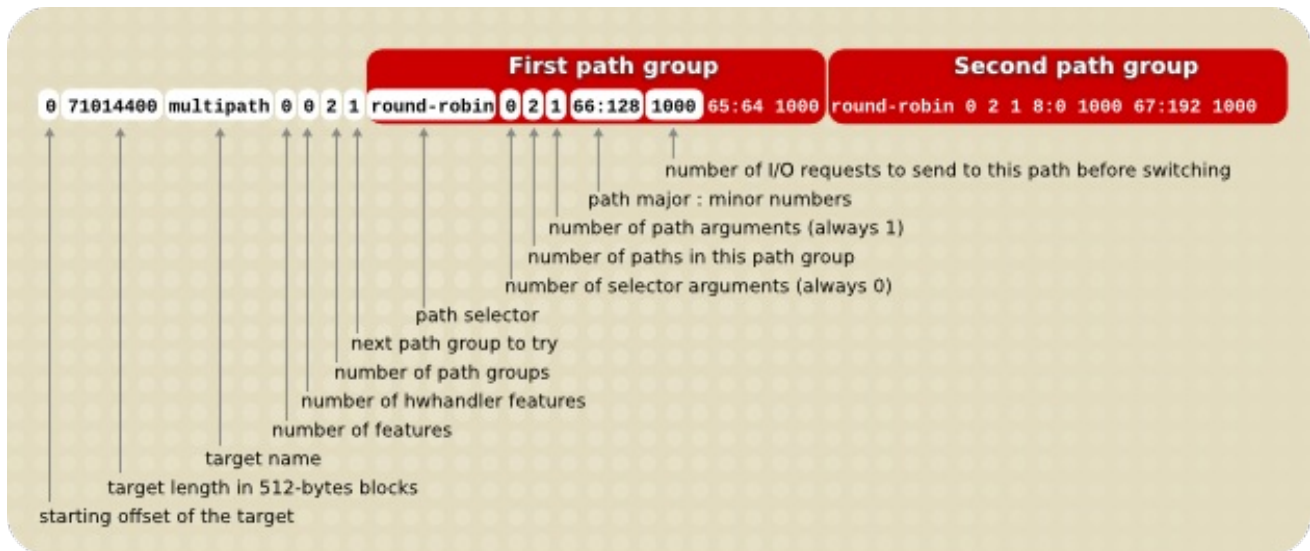 First path group Second path group
0 71014400 multipath 0 0 2 1 round-robin 0 2 1 66:128 1000 65:64 1000 round-robin 0 2 1 8:0 1000 67:192 1000
number of I/O requests to send to this path before switching
path major : minor numbers
number of path arguments (always 1)
number of paths in this path group
number of selector arguments (always 0)
path selector
next path group to try
number of path groups
number of hwhandler features
number of features
target name
target length in 512-bytes blocks
starting offset of the target